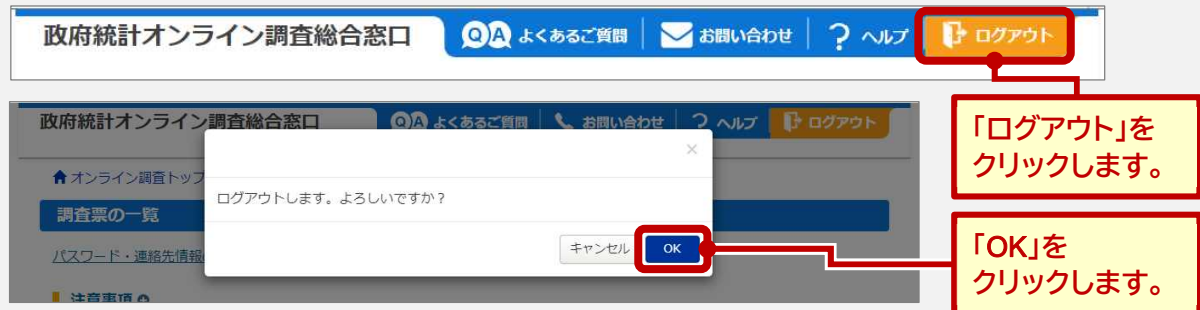 政府統計オンライン調査総合窓口 QA よくあるご質問 お問い合わせ ? ヘルプ ログアウト
「ログアウト」を
クリックします。
政府統計オンライン調査総合窓口 QA よくあるご質問 お問い合わせ ? ヘルプ ログアウト
×
オンライン調査トップ
ログアウトします。よろしいですか？
調査票の一覧
キャンセル OK
パスワード・連絡先情報
注意事項
「OK」を
クリックします。